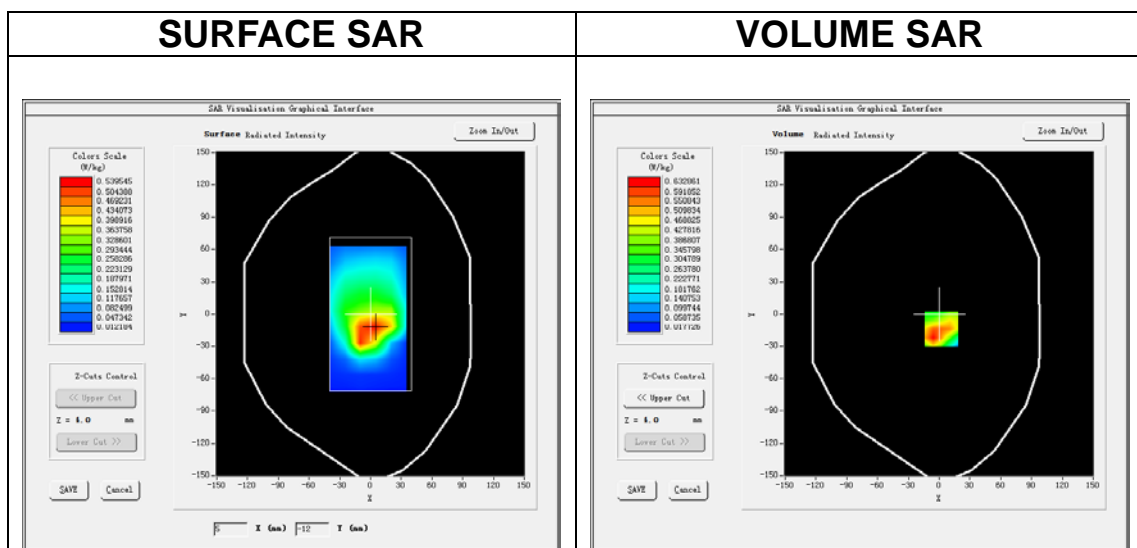 SURFACE SAR
VOLUME SAR
SAR Visualisation Graphical Interface
Surface Radiated Intensity
Zoom In/Out
Colors Scale
(W/kg)
0.539545
0.504388
0.469231
0.434073
0.398916
0.363758
0.328601
0.293444
0.258286
0.223129
0.187971
0.152814
0.117657
0.082499
0.047342
0.012184
150
120
90
60
30
0
-30
-60
-90
-120
-150
Y
-150 -120 -90 -60 -30 0 30 60 90 120 150
X
Z-Cuts Control
<< Upper Cut
Z = 4.0 mm
Lower Cut >>
SAVE Cancel
5 X (mm) -12 Y (mm)
SAR Visualisation Graphical Interface
Volume Radiated Intensity
Zoom In/Out
Colors Scale
(W/kg)
0.632861
0.591852
0.550843
0.509834
0.468825
0.427816
0.386807
0.345798
0.304789
0.263780
0.222771
0.181762
0.140753
0.099744
0.058735
0.017726
150
120
90
60
30
0
-30
-60
-90
-120
-150
Y
-150 -120 -90 -60 -30 0 30 60 90 120 150
X
Z-Cuts Control
<< Upper Cut
Z = 4.0 mm
Lower Cut >>
SAVE Cancel